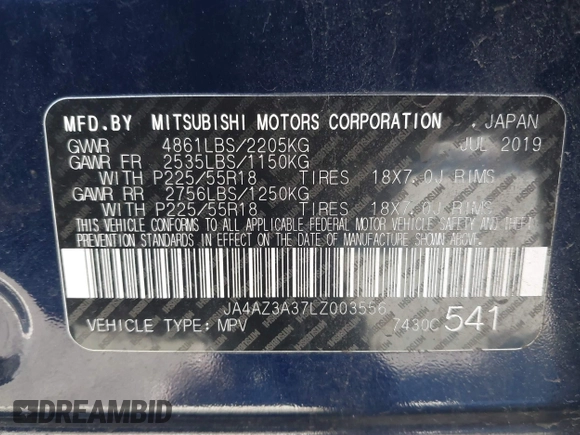 MFD.BY MITSUBISHI MOTORS CORPORATION , JAPAN
GVWR 4861LBS/2205KG JUL 2019
GAWR FR 2535LBS/1150KG
WITH P225/55R18 TIRES 18X7.0J RIMS
GAWR RR 2756LBS/1250KG
WITH P225/55R18 TIRES 18X7.0J RIMS
THIS VEHICLE CONFORMS TO ALL APPLICABLE FEDERAL MOTOR VEHICLE SAFETY AND THEFT
PREVENTION STANDARDS IN EFFECT ON THE DATE OF MANUFACTURE SHOWN ABOVE.
JA4AZ3A37LZ003556
VEHICLE TYPE: MPV 7430C 541
DREAMBID